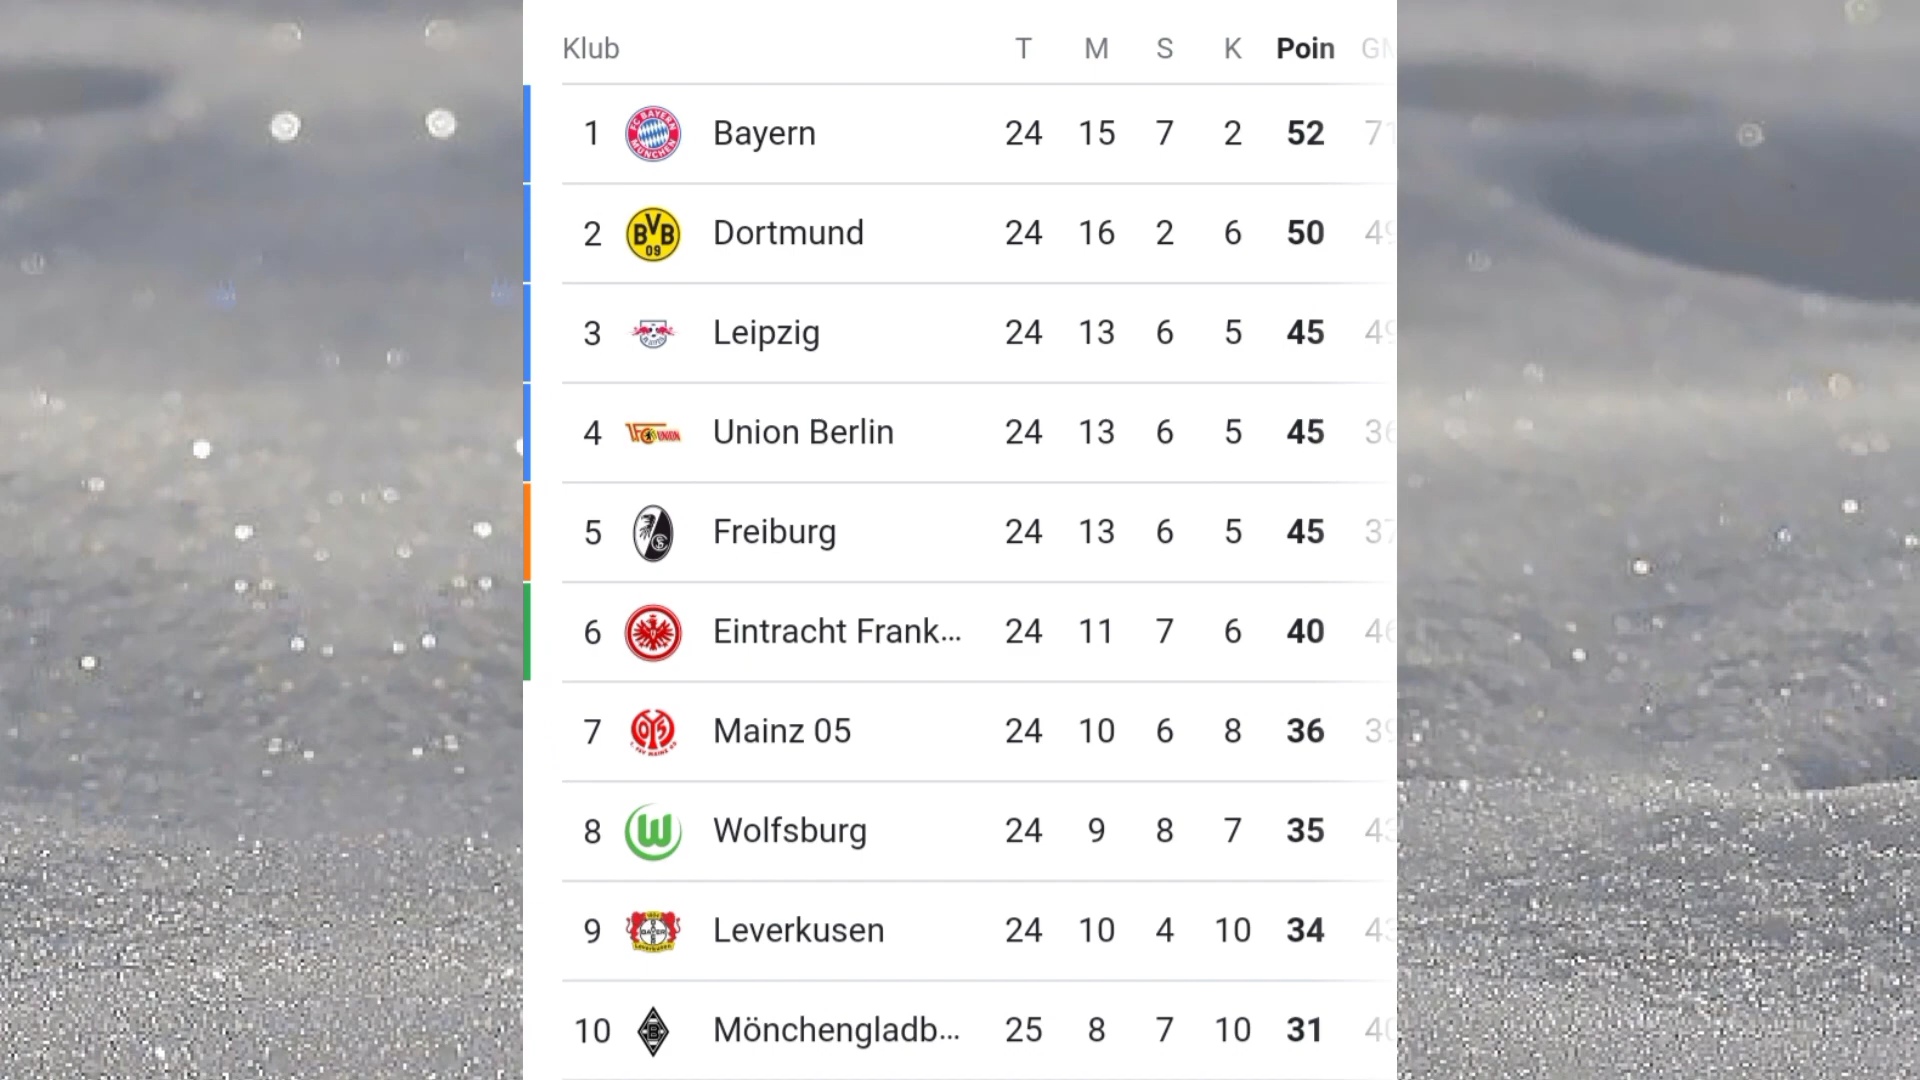 Klub T M S K Poin
1 Bayern 24 15 7 2 52
2 Dortmund 24 16 2 6 50
3 Leipzig 24 13 6 5 45
4 Union Berlin 24 13 6 5 45
5 Freiburg 24 13 6 5 45
6 Eintracht Frank... 24 11 7 6 40
7 Mainz 05 24 10 6 8 36
8 Wolfsburg 24 9 8 7 35
9 Leverkusen 24 10 4 10 34
10 Mönchengladb... 25 8 7 10 31